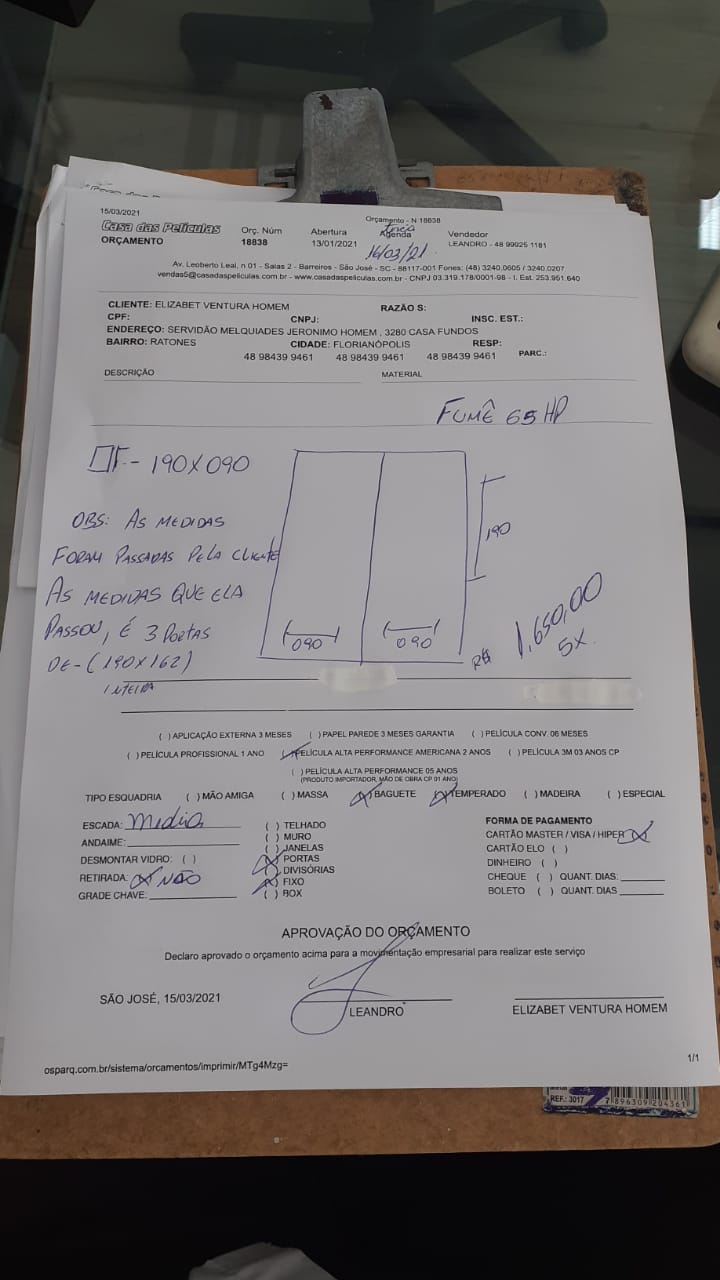 15/03/2021
Orçamento - N 18838
Casa das Películas
Orç. Núm
Abertura
Agenda
Vendedor
ORÇAMENTO
18838
13/01/2021
16/03/21
LEANDRO - 48 99925 1181
Av. Leoberto Leal, n 01 - Salas 2 - Barreiros - São José - SC - 88117-001 Fones: (48) 3240.0605 / 3240.0207
vendas5@casadaspeliculas.com.br - www.casadaspeliculas.com.br - CNPJ 03.319.178/0001-98 - I. Est. 253.951.640
CLIENTE: ELIZABET VENTURA HOMEM RAZÃO S:
CPF: CNPJ: INSC. EST.:
ENDEREÇO: SERVIDÃO MELQUIADES JERONIMO HOMEM , 3280 CASA FUNDOS
BAIRRO: RATONES CIDADE: FLORIANÓPOLIS RESP:
48 98439 9461 48 98439 9461 48 98439 9461 PARC.:
DESCRIÇÃO MATERIAL
FUMÊ 65 HP
- 190 X 090
190
OBS: AS MEDIDAS
FORAM PASSADAS PELA CLIENTE
AS MEDIDAS QUE ELA
PASSOU, É 3 PORTAS
DE - (190X162)
INTEIRA
090 090
R$ 1,650,00
5X.
( ) APLICAÇÃO EXTERNA 3 MESES ( ) PAPEL PAREDE 3 MESES GARANTIA ( ) PELÍCULA CONV. 06 MESES
( ) PELÍCULA PROFISSIONAL 1 ANO (X) PELÍCULA ALTA PERFORMANCE AMERICANA 2 ANOS ( ) PELÍCULA 3M 03 ANOS CP
( ) PELÍCULA ALTA PERFORMANCE 05 ANOS
(PRODUTO IMPORTADOR, MÃO DE OBRA CP 01 ANO)
TIPO ESQUADRIA ( ) MÃO AMIGA ( ) MASSA (X) BAGUETE (X) TEMPERADO ( ) MADEIRA ( ) ESPECIAL
ESCADA: Media
ANDAIME:
DESMONTAR VIDRO: ( )
RETIRADA: (X) NÃO
GRADE CHAVE:
( ) TELHADO
( ) MURO
( ) JANELAS
(X) PORTAS
( ) DIVISÓRIAS
(X) FIXO
( ) BOX
FORMA DE PAGAMENTO
CARTÃO MASTER / VISA / HIPER (X)
CARTÃO ELO ( )
DINHEIRO ( )
CHEQUE ( ) QUANT. DIAS:
BOLETO ( ) QUANT. DIAS
APROVAÇÃO DO ORÇAMENTO
Declaro aprovado o orçamento acima para a movimentação empresarial para realizar este serviço
SÃO JOSÉ, 15/03/2021
LEANDRO
ELIZABET VENTURA HOMEM
osparq.com.br/sistema/orcamentos/imprimir/MTg4Mzg=
1/1
REF.: 3017
7 896309 204361